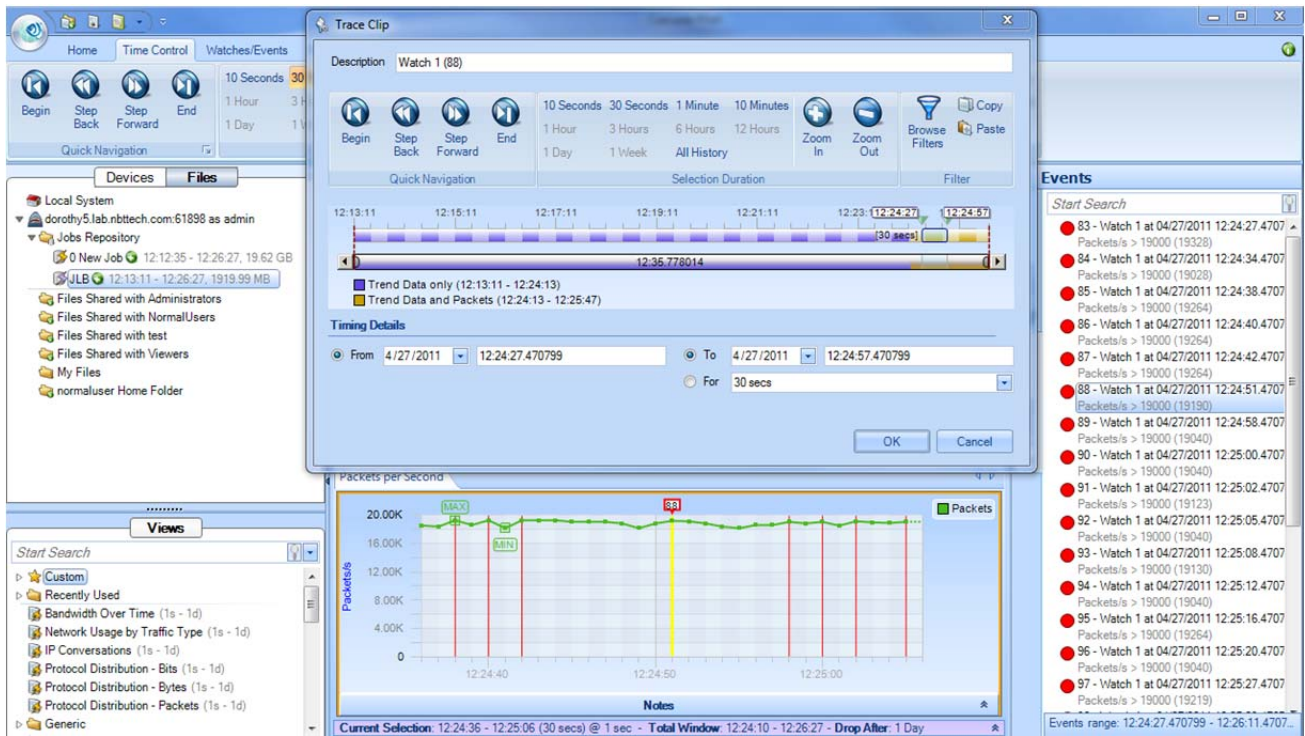 Trace Clip
Home
Time Control
Watches/Events
Begin
Step Back
Step Forward
End
10 Seconds
30
1 Hour
1 Day
Quick Navigation
Description
Watch 1 (88)
Begin
Step Back
Step Forward
End
Quick Navigation
10 Seconds 30 Seconds 1 Minute 10 Minutes
1 Hour 3 Hours 6 Hours 12 Hours
1 Day 1 Week All History
Zoom In
Zoom Out
Selection Duration
Browse Filters
Copy
Paste
Filter
12:13:11 12:15:11 12:17:11 12:19:11 12:21:11 12:24:27 12:24:57
[30 secs]
12:35.778014
Trend Data only (12:13:11 - 12:24:13)
Trend Data and Packets (12:24:13 - 12:25:47)
Timing Details
From 4/27/2011 12:24:27.470799
To 4/27/2011 12:24:57.470799
For 30 secs
OK Cancel
Devices Files
Local System
dorothy5.lab.nbttech.com:61898 as admin
Jobs Repository
0 New Job 12:12:35 - 12:26:27, 19.62 GB
JLB 12:13:11 - 12:26:27, 1919.99 MB
Files Shared with Administrators
Files Shared with NormalUsers
Files Shared with test
Files Shared with Viewers
My Files
normaluser Home Folder
Views
Start Search
Custom
Recently Used
Bandwidth Over Time (1s - 1d)
Network Usage by Traffic Type (1s - 1d)
IP Conversations (1s - 1d)
Protocol Distribution - Bits (1s - 1d)
Protocol Distribution - Bytes (1s - 1d)
Protocol Distribution - Packets (1s - 1d)
Generic
Packets per Second
Packets/s
20.00K
16.00K
12.00K
8.00K
4.00K
0
MAX
MIN
88
Packets
12:24:40 12:24:50 12:25:00
Notes
Current Selection: 12:24:36 - 12:25:06 (30 secs) @ 1 sec - Total Window: 12:24:10 - 12:26:27 - Drop After: 1 Day
Events
Start Search
83 - Watch 1 at 04/27/2011 12:24:27.4707
Packets/s > 19000 (19328)
84 - Watch 1 at 04/27/2011 12:24:34.4707
Packets/s > 19000 (19028)
85 - Watch 1 at 04/27/2011 12:24:38.4707
Packets/s > 19000 (19264)
86 - Watch 1 at 04/27/2011 12:24:40.4707
Packets/s > 19000 (19264)
87 - Watch 1 at 04/27/2011 12:24:42.4707
Packets/s > 19000 (19264)
88 - Watch 1 at 04/27/2011 12:24:51.4707
Packets/s > 19000 (19190)
89 - Watch 1 at 04/27/2011 12:24:58.4707
Packets/s > 19000 (19040)
90 - Watch 1 at 04/27/2011 12:25:00.4707
Packets/s > 19000 (19040)
91 - Watch 1 at 04/27/2011 12:25:02.4707
Packets/s > 19000 (19123)
92 - Watch 1 at 04/27/2011 12:25:05.4707
Packets/s > 19000 (19040)
93 - Watch 1 at 04/27/2011 12:25:08.4707
Packets/s > 19000 (19130)
94 - Watch 1 at 04/27/2011 12:25:12.4707
Packets/s > 19000 (19040)
95 - Watch 1 at 04/27/2011 12:25:16.4707
Packets/s > 19000 (19264)
96 - Watch 1 at 04/27/2011 12:25:20.4707
Packets/s > 19000 (19040)
97 - Watch 1 at 04/27/2011 12:25:27.4707
Packets/s > 19000 (19219)
Events range: 12:24:27.470799 - 12:26:11.4707...